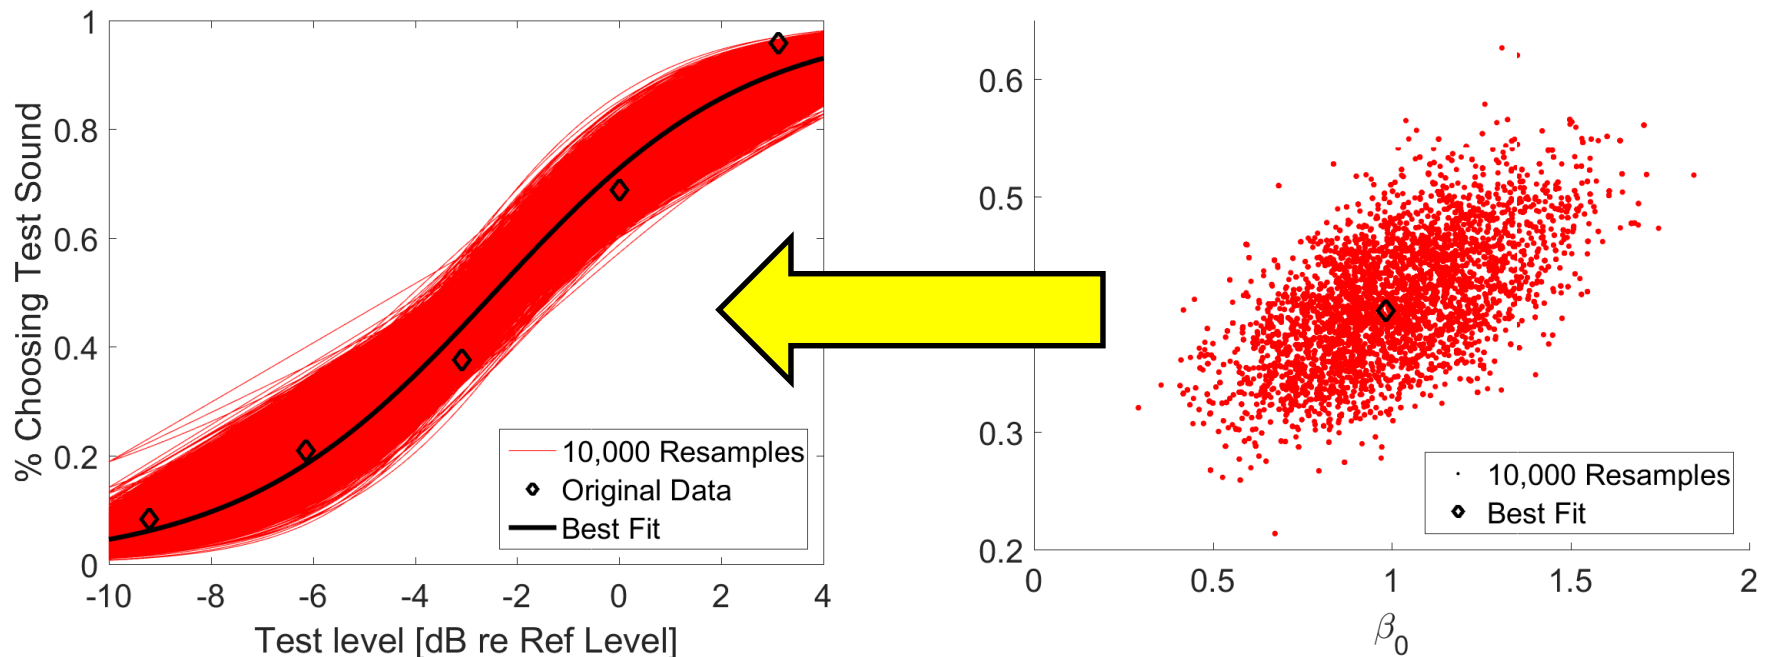 % Choosing Test Sound
1
0.8
0.6
0.4
0.2
0
-10 -8 -6 -4 -2 0 2 4
Test level [dB re Ref Level]
10,000 Resamples
Original Data
Best Fit
0.6
0.5
0.3
0.2
0 0.5 1 1.5 2
β0
10,000 Resamples
Best Fit